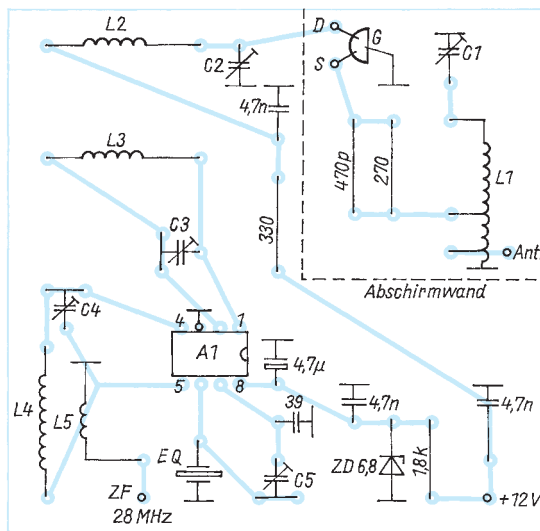 L2
C2
4,7n
D
S
G
C1
L3
470p
270
L1
330
Ant.
Abschirmwand
C3
C4
4
1
A1
5
8
4,7µ
L4
L5
39
4,7n
4,7n
EQ
C5
ZD 6,8
1,8k
ZF
28 MHz
+12V